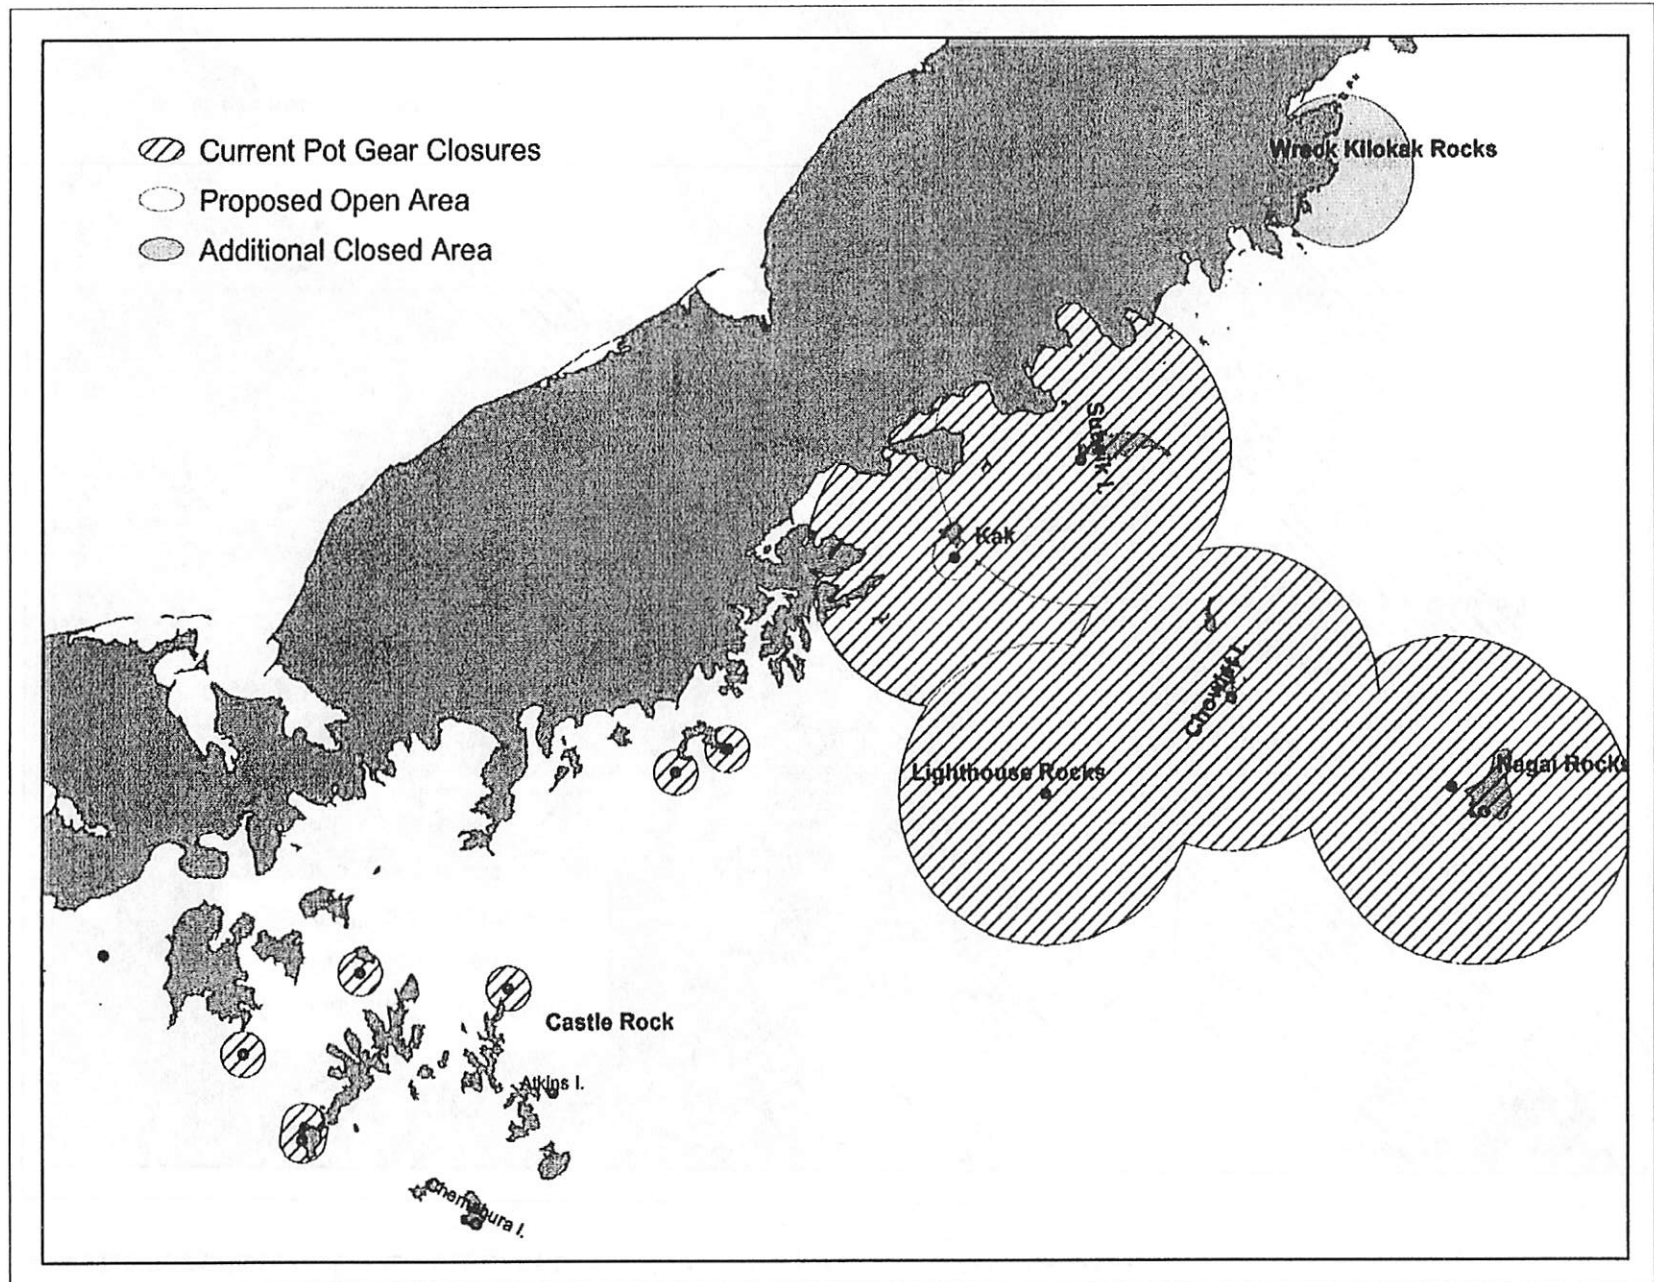 Current Pot Gear Closures
Proposed Open Area
Additional Closed Area
Wreck Kilokak Rocks
Kak
Chowiet I.
Lighthouse Rocks
Nagai Rocks
Castle Rock
Atkins I.
Chernabura I.